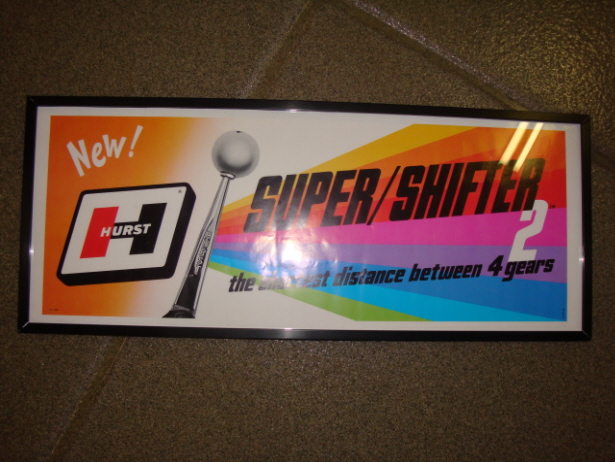 New!
HURST
SUPER/SHIFTER
2
the distance between 4 gears